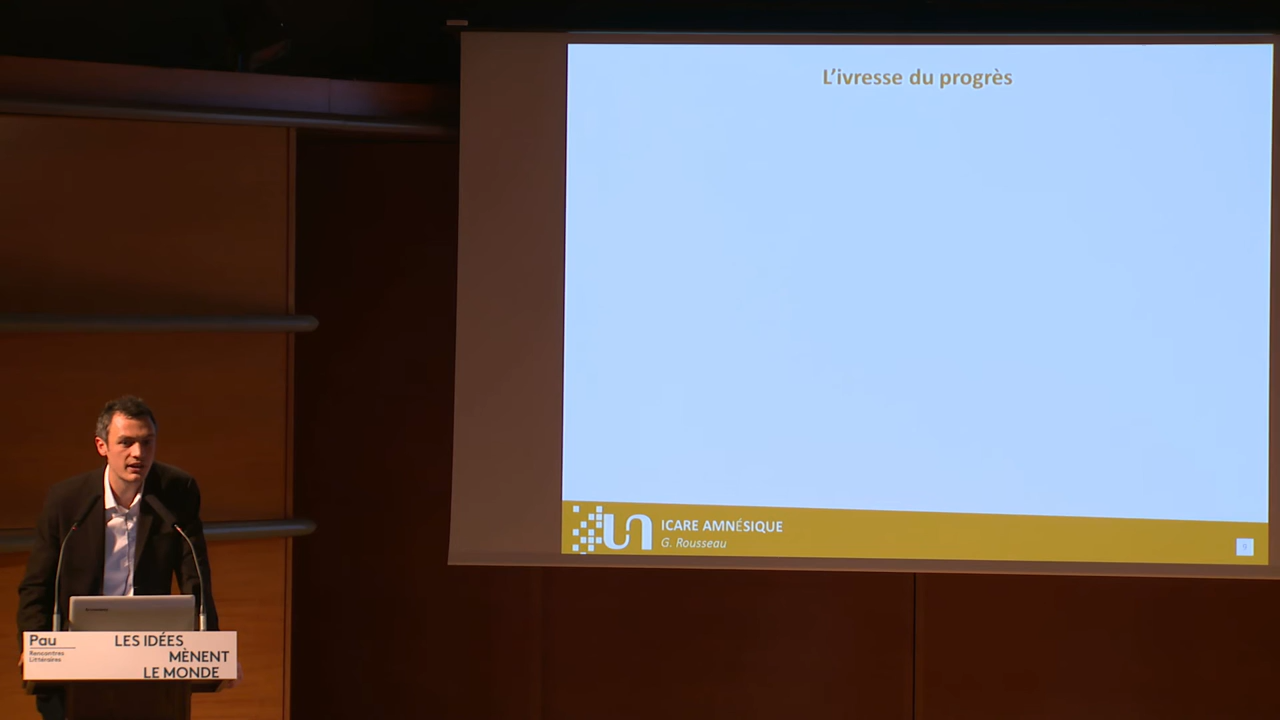 L'ivresse du progrès
ICARE AMNÉSIQUE
G. Rousseau
Pau
Rencontres
Littéraires
LES IDÉES
MÈNENT
LE MONDE